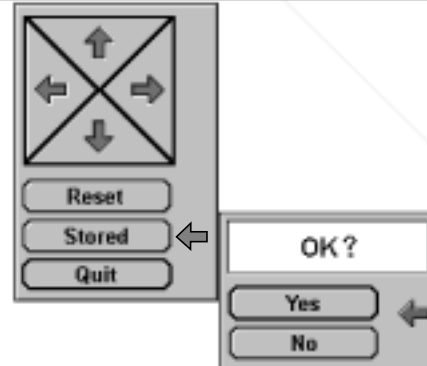 Reset
Stored
Quit
OK?
Yes
No